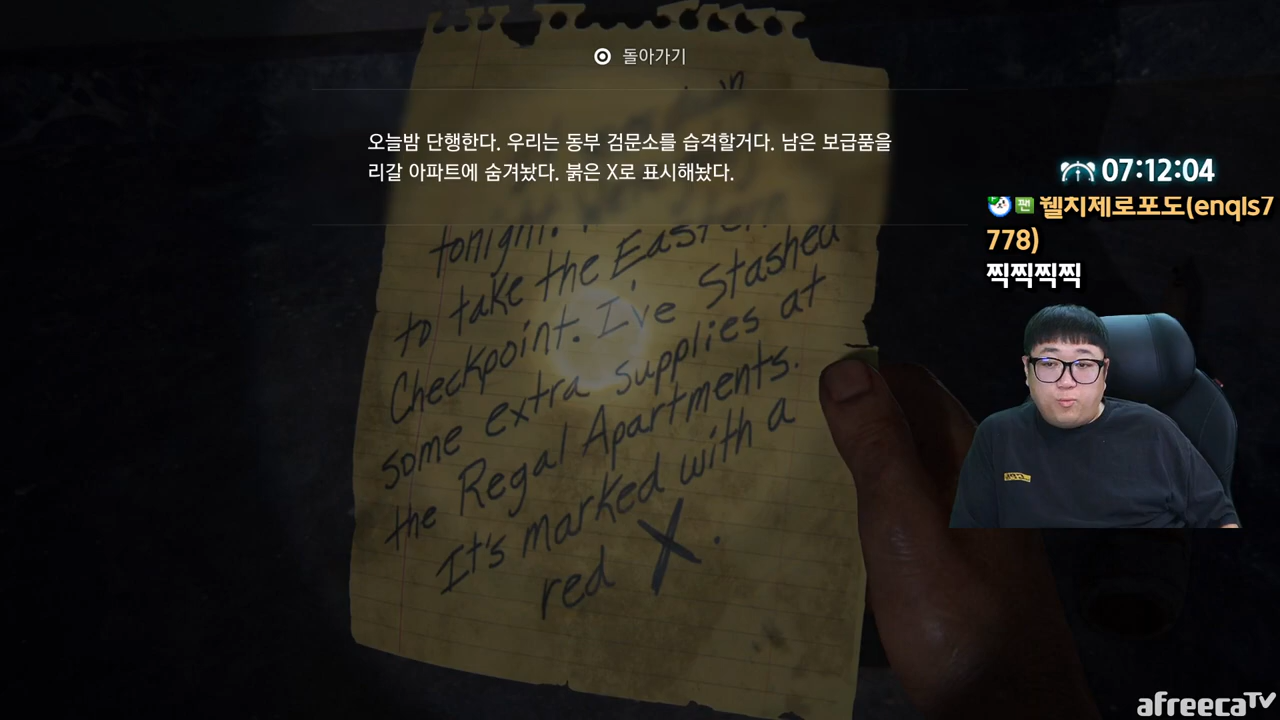 돌아가기
오늘밤 단행한다. 우리는 동부 검문소를 습격할거다. 남은 보급품을
리갈 아파트에 숨겨놨다. 붉은 X로 표시해놨다.
in
tonight.
to take the Eastern
Checkpoint. I've Stashed
some extra supplies at
the Regal Apartments.
It's marked with a
red X.
07:12:04
팬 웰치제로포도(enqls7
778)
찍찍찍찍
afreecaTV